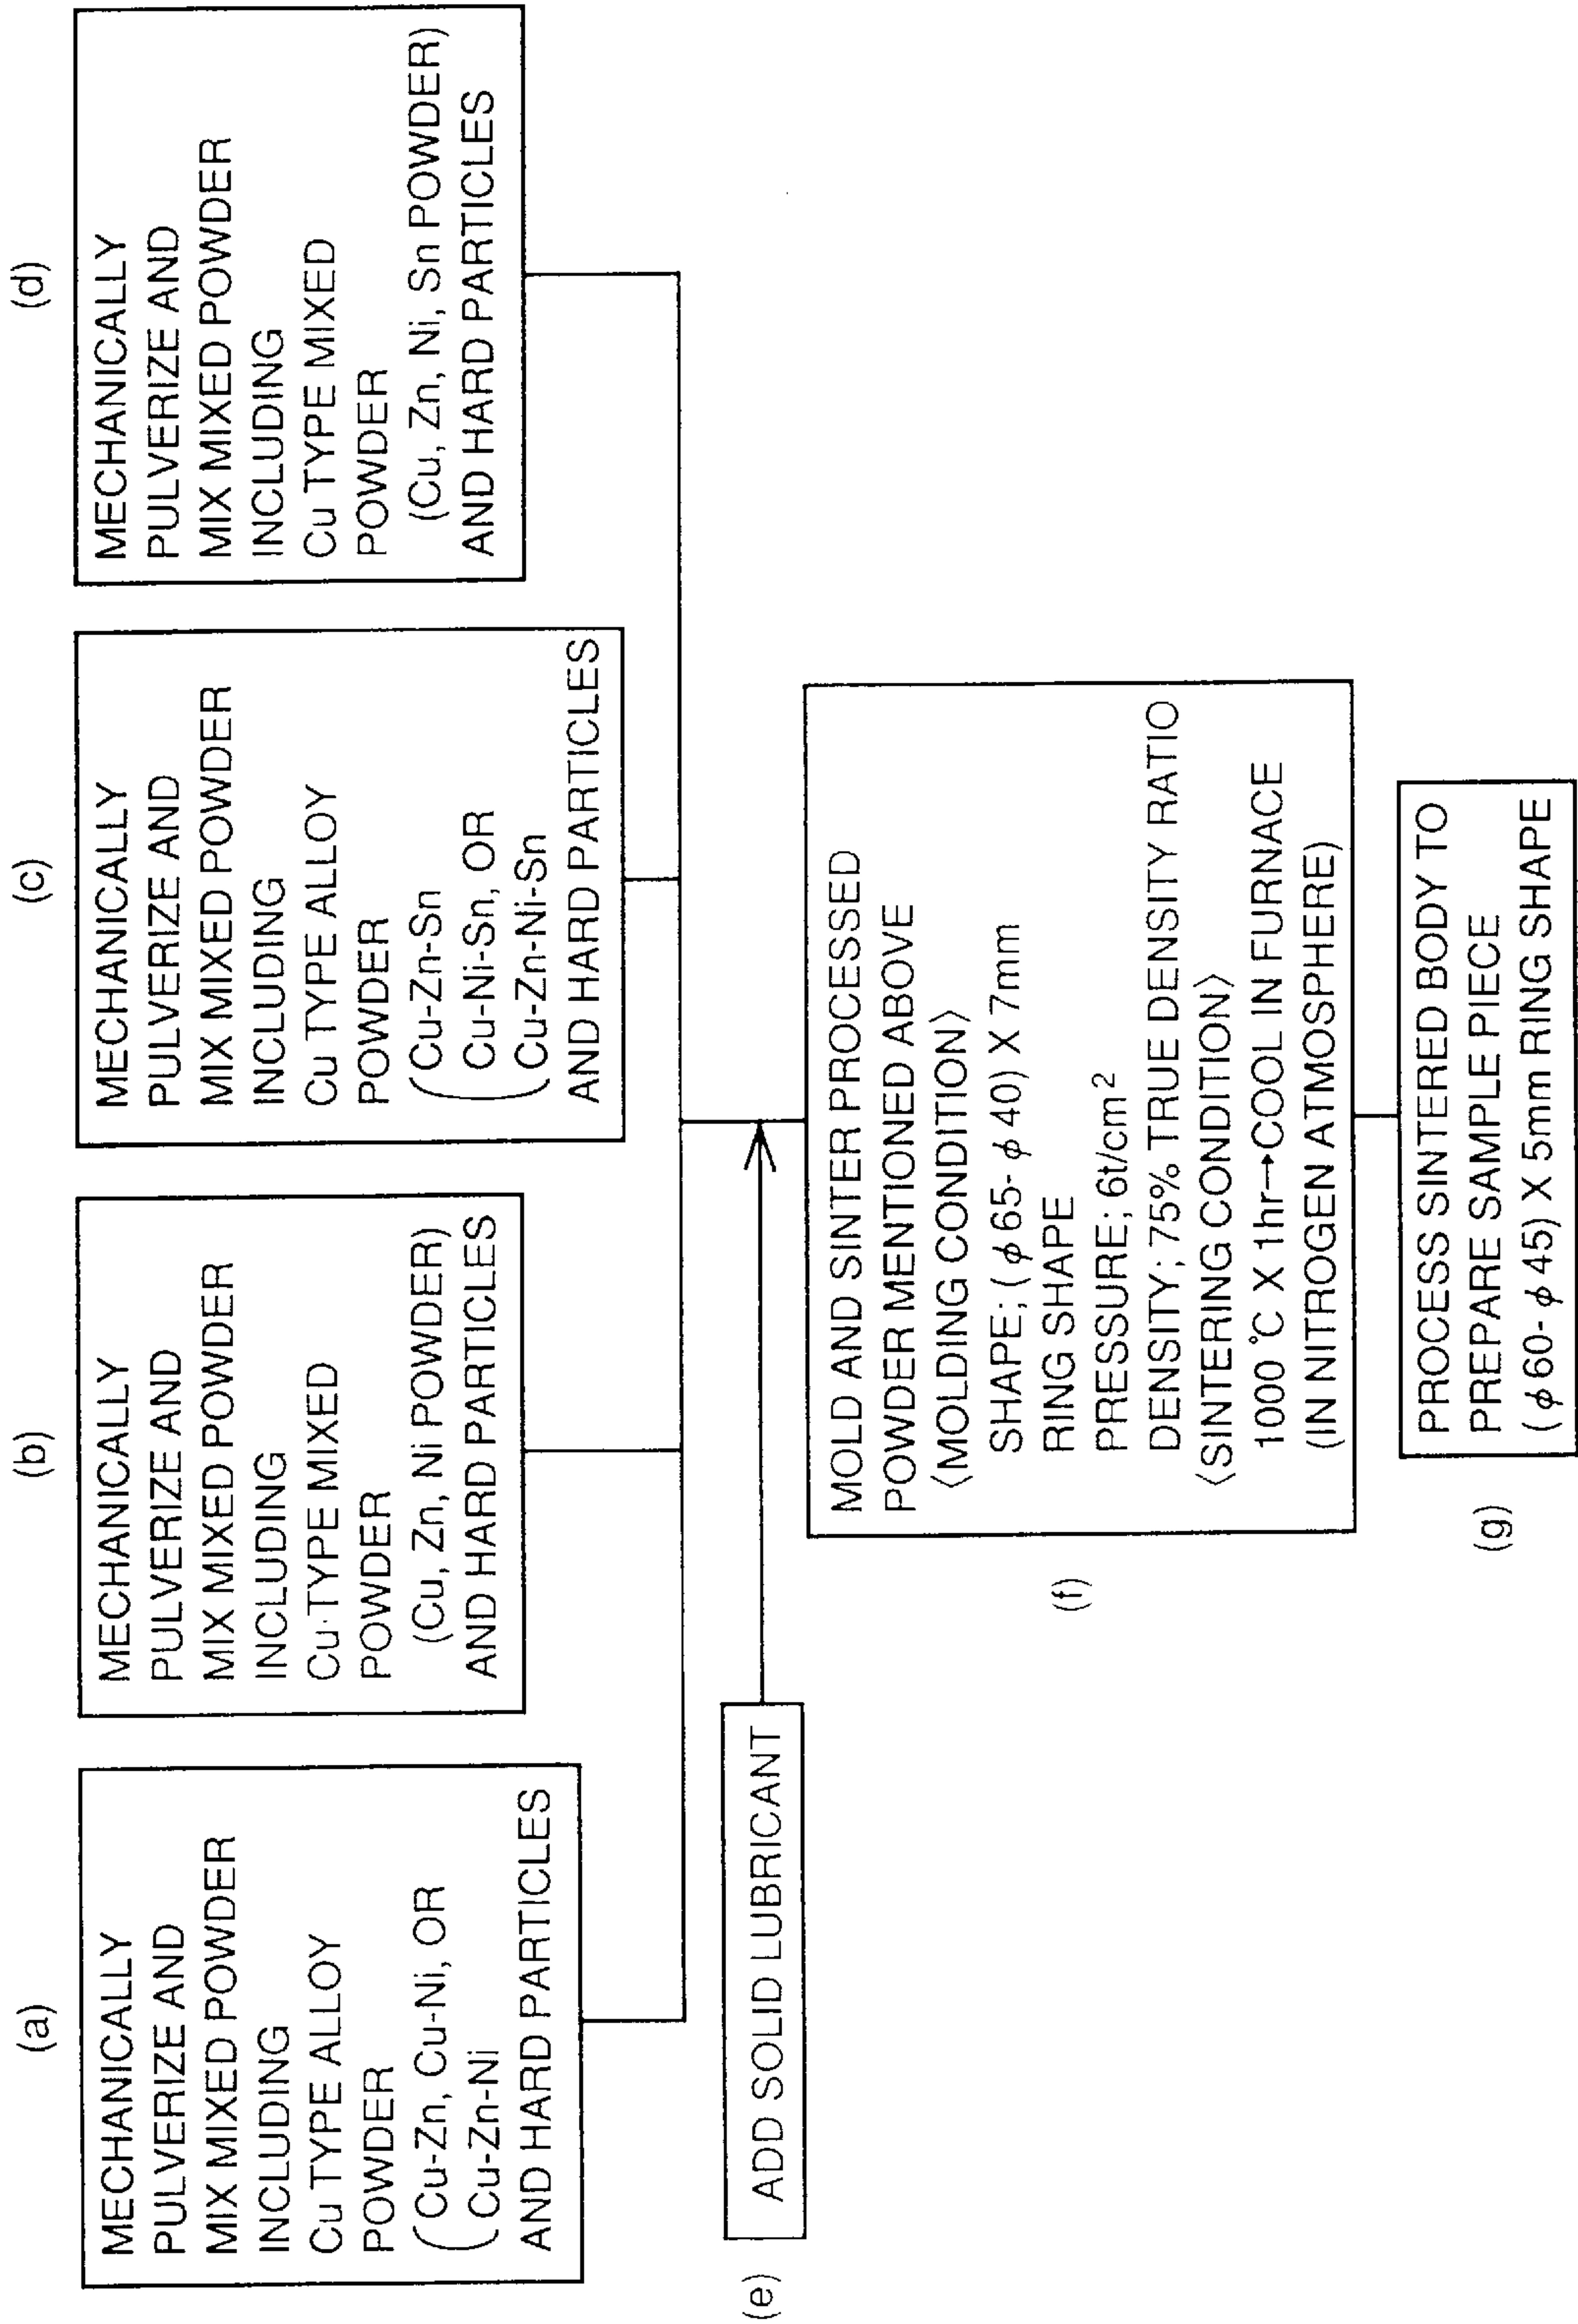 (a)
MECHANICALLY
PULVERIZE AND
MIX MIXED POWDER
INCLUDING
Cu TYPE ALLOY
POWDER
(Cu-Zn, Cu-Ni, OR
Cu-Zn-Ni
AND HARD PARTICLES
(b)
MECHANICALLY
PULVERIZE AND
MIX MIXED POWDER
INCLUDING
Cu TYPE MIXED
POWDER
(Cu, Zn, Ni POWDER)
AND HARD PARTICLES
(c)
MECHANICALLY
PULVERIZE AND
MIX MIXED POWDER
INCLUDING
Cu TYPE ALLOY
POWDER
(Cu-Zn-Sn
Cu-Ni-Sn, OR
Cu-Zn-Ni-Sn
AND HARD PARTICLES
(d)
MECHANICALLY
PULVERIZE AND
MIX MIXED POWDER
INCLUDING
Cu TYPE MIXED
POWDER
(Cu, Zn, Ni, Sn POWDER)
AND HARD PARTICLES
(e) ADD SOLID LUBRICANT
(f)
MOLD AND SINTER PROCESSED
POWDER MENTIONED ABOVE
〈MOLDING CONDITION〉
SHAPE; (φ65-φ40) X 7mm
RING SHAPE
PRESSURE; 6t/cm²
DENSITY; 75% TRUE DENSITY RATIO
〈SINTERING CONDITION〉
1000 °C X 1hr→COOL IN FURNACE
(IN NITROGEN ATMOSPHERE)
(g)
PROCESS SINTERED BODY TO
PREPARE SAMPLE PIECE
(φ60-φ45) X 5mm RING SHAPE